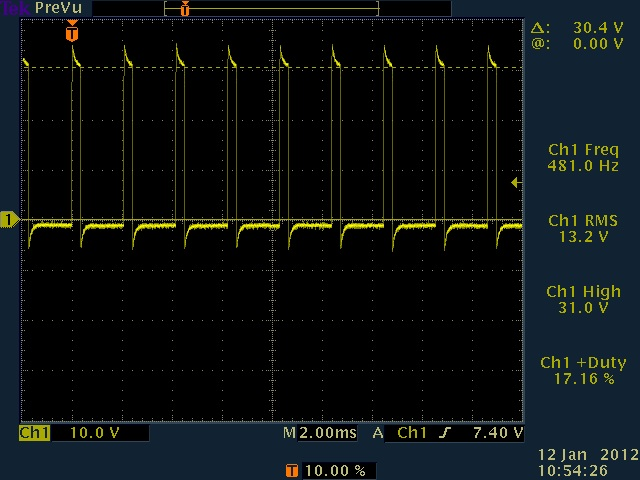 Tek PreVu
T
T
Δ: 30.4 V
@: 0.00 V
Ch1 Freq
481.0 Hz
1
Ch1 RMS
13.2 V
Ch1 High
31.0 V
Ch1 +Duty
17.16 %
Ch1 10.0 V M 2.00ms A Ch1 7.40 V
T 10.00 %
12 Jan 2012
10:54:26